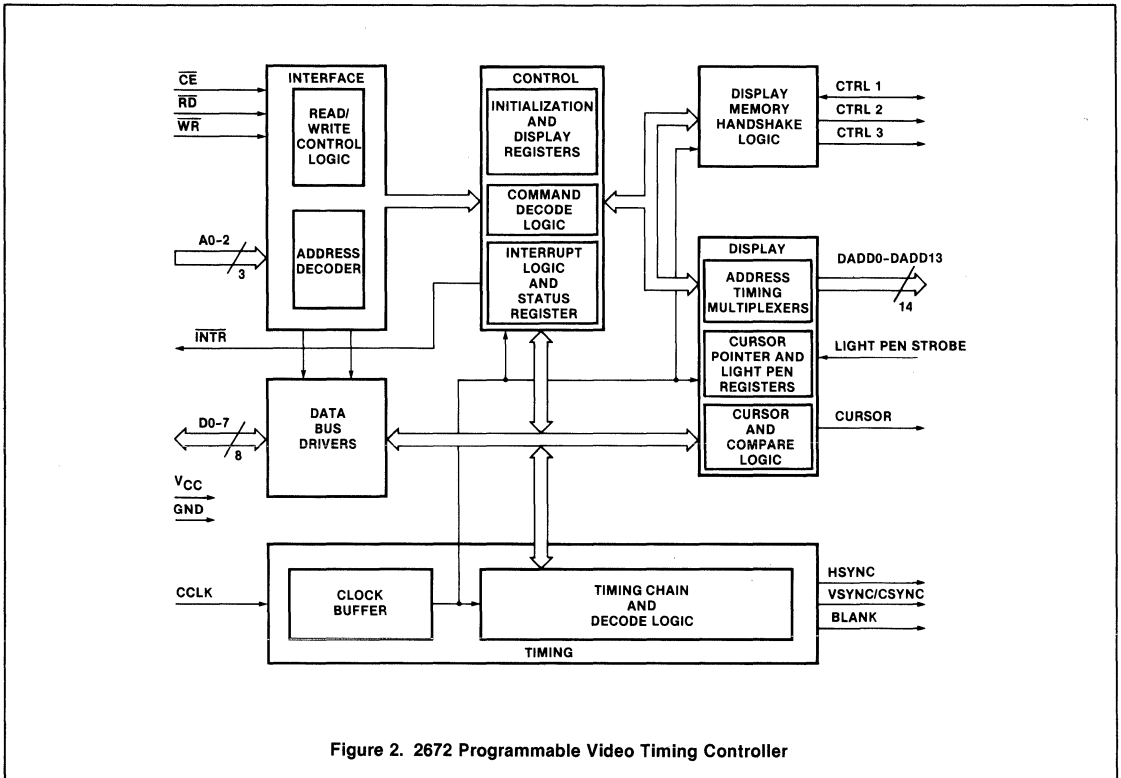 CE
RD
WR
A0-2
3
INTR
D0-7
8
VCC
GND
CCLK
INTERFACE
READ/
WRITE
CONTROL
LOGIC
ADDRESS
DECODER
DATA
BUS
DRIVERS
CONTROL
INITIALIZATION
AND
DISPLAY
REGISTERS
COMMAND
DECODE
LOGIC
INTERRUPT
LOGIC
AND
STATUS
REGISTER
DISPLAY
MEMORY
HANDSHAKE
LOGIC
CTRL 1
CTRL 2
CTRL 3
DISPLAY
ADDRESS
TIMING
MULTIPLEXERS
CURSOR
POINTER AND
LIGHT PEN
REGISTERS
CURSOR
AND
COMPARE
LOGIC
DADD0-DADD13
14
LIGHT PEN STROBE
CURSOR
CLOCK
BUFFER
TIMING CHAIN
AND
DECODE LOGIC
TIMING
HSYNC
VSYNC/CSYNC
BLANK
Figure 2. 2672 Programmable Video Timing Controller